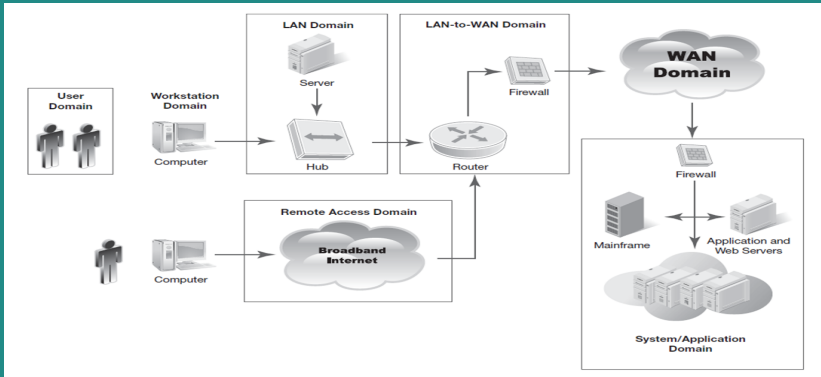 LAN Domain
LAN-to-WAN Domain
WAN
Domain
Server
Firewall
User
Domain
Workstation
Domain
Computer
Hub
Router
Firewall
Remote Access Domain
Broadband
Internet
Computer
Mainframe
Application and
Web Servers
System/Application
Domain